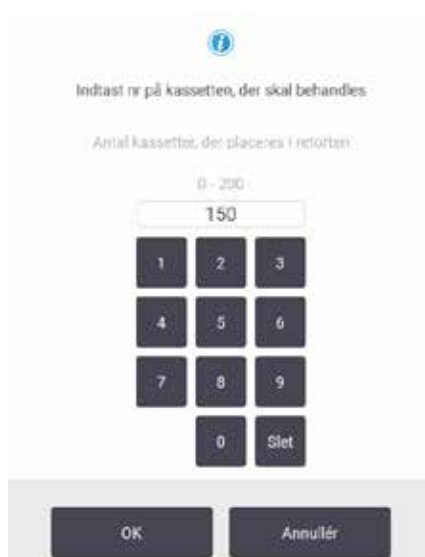 Indtast nr på kassetten, der skal behandles
Antal kassetter, der placeres i retorten
0 - 200
150
1 2 3
4 5 6
7 8 9
0 Slet
OK Annullér